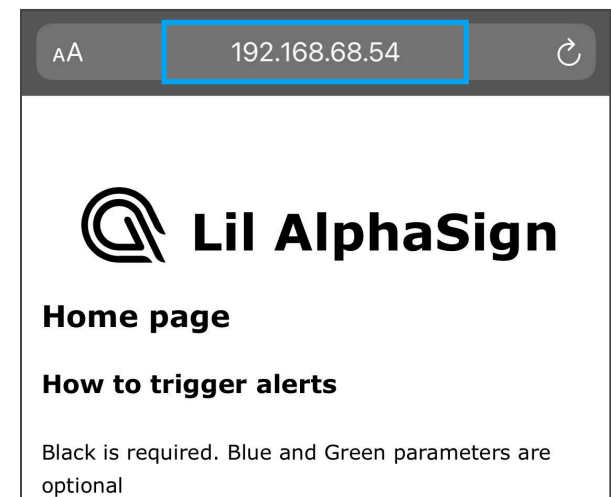 AA 192.168.68.54
Lil AlphaSign
Home page
How to trigger alerts
Black is required. Blue and Green parameters are
optional